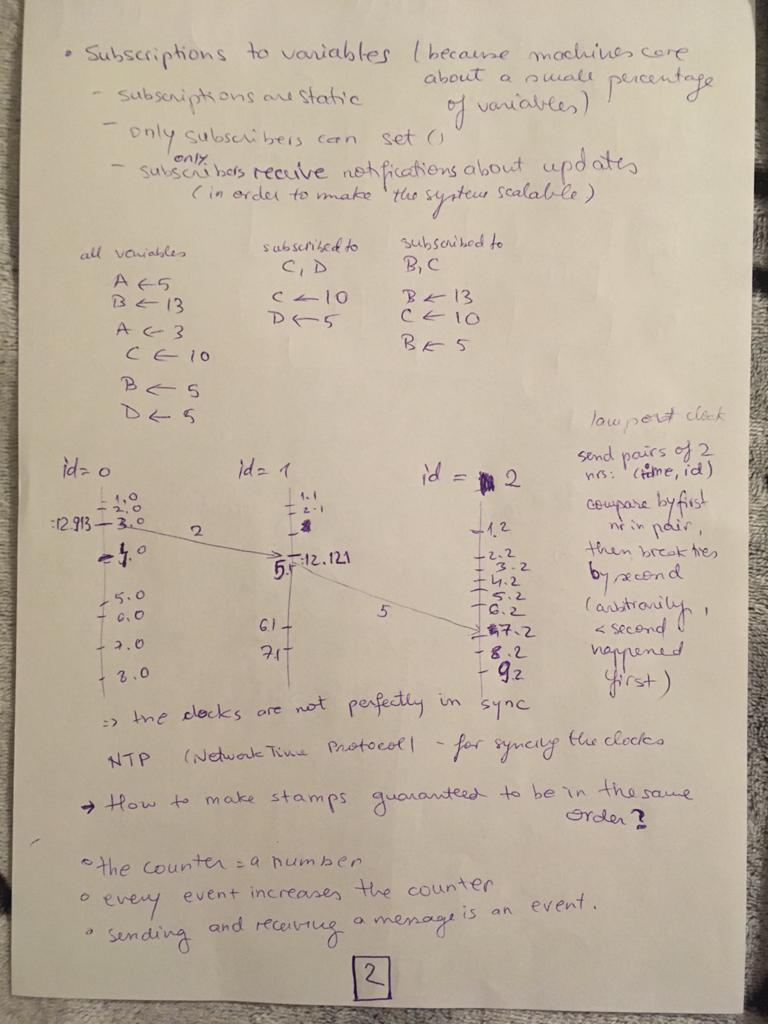 • Subscriptions to variables (because machines care
about a small percentage
of variables)
- subscriptions are static
- only subscribers can set ()
- only subscribers receive notifications about updates
(in order to make the system scalable)
all variables
A ← 5
B ← 13
A ← 3
C ← 10
B ← 5
D ← 5
subscribed to
C, D
C ← 10
D ← 5
subscribed to
B, C
B ← 13
C ← 10
B ← 5
id = 0
1.0
2.0
:12.913 3.0
4.0
5.0
6.0
7.0
8.0
2
id = 1
1.1
2.1
5.1 :12.121
6.1
7.1
5
id = 2
1.2
2.2
3.2
4.2
5.2
6.2
7.2
8.2
9.2
lamport clock
send pairs of 2
nrs: (time, id)
compare by first
nr in pair,
then break ties
by second
(arbitrarily,
< second
happened
first)
=> the clocks are not perfectly in sync
NTP (Network Time Protocol) - for syncing the clocks
→ How to make stamps guaranteed to be in the same
order?
• the counter = a number
• every event increases the counter
• sending and receiving a message is an event.
2